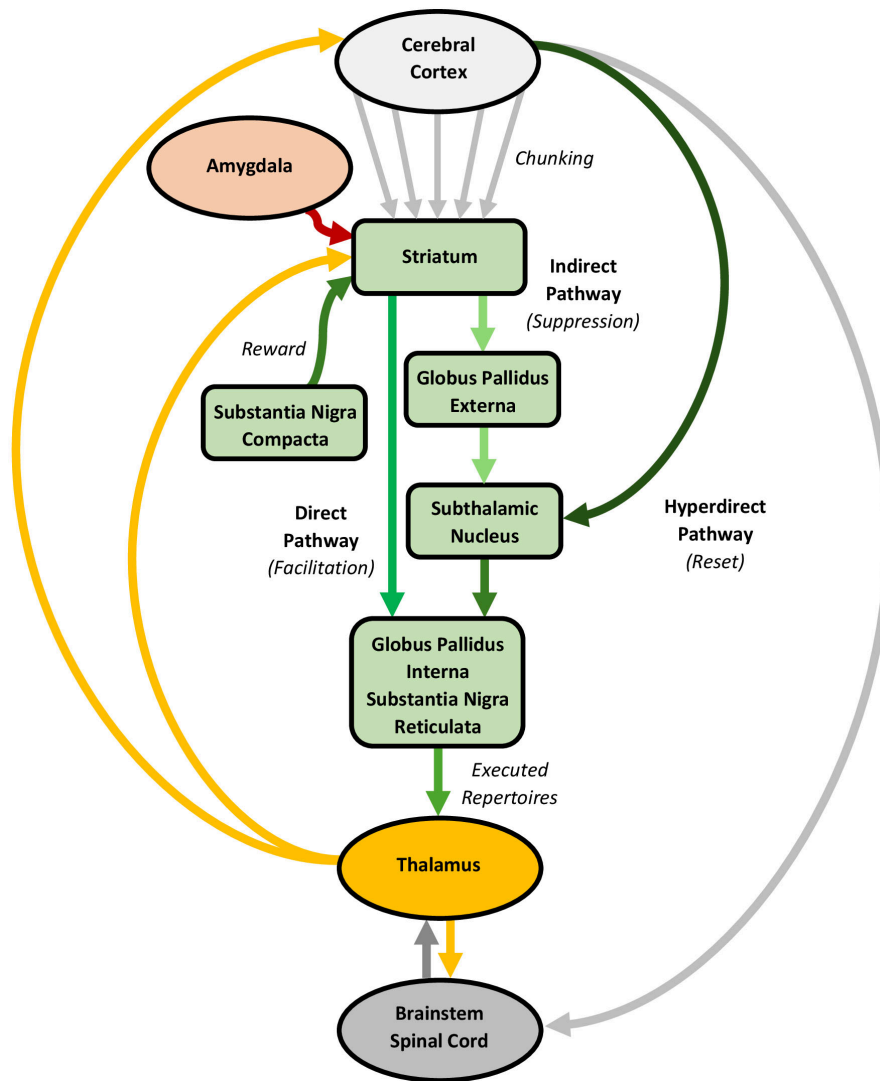 Cerebral
Cortex
Chunking
Amygdala
Striatum
Indirect
Pathway
(Suppression)
Reward
Globus Pallidus
Externa
Substantia Nigra
Compacta
Direct
Pathway
(Facilitation)
Subthalamic
Nucleus
Hyperdirect
Pathway
(Reset)
Globus Pallidus
Interna
Substantia Nigra
Reticulata
Executed
Repertoires
Thalamus
Brainstem
Spinal Cord